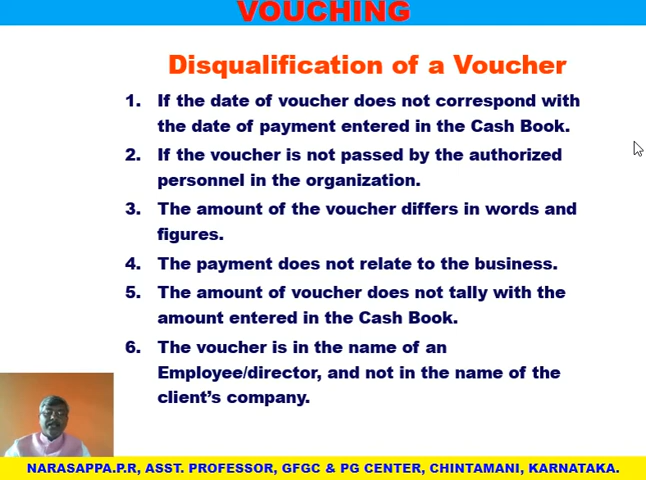 VOUCHING
Disqualification of a Voucher
1. If the date of voucher does not correspond with
the date of payment entered in the Cash Book.
2. If the voucher is not passed by the authorized
personnel in the organization.
3. The amount of the voucher differs in words and
figures.
4. The payment does not relate to the business.
5. The amount of voucher does not tally with the
amount entered in the Cash Book.
6. The voucher is in the name of an
Employee/director, and not in the name of the
client’s company.
NARASAPPA.P.R, ASST. PROFESSOR, GFGC & PG CENTER, CHINTAMANI, KARNATAKA.